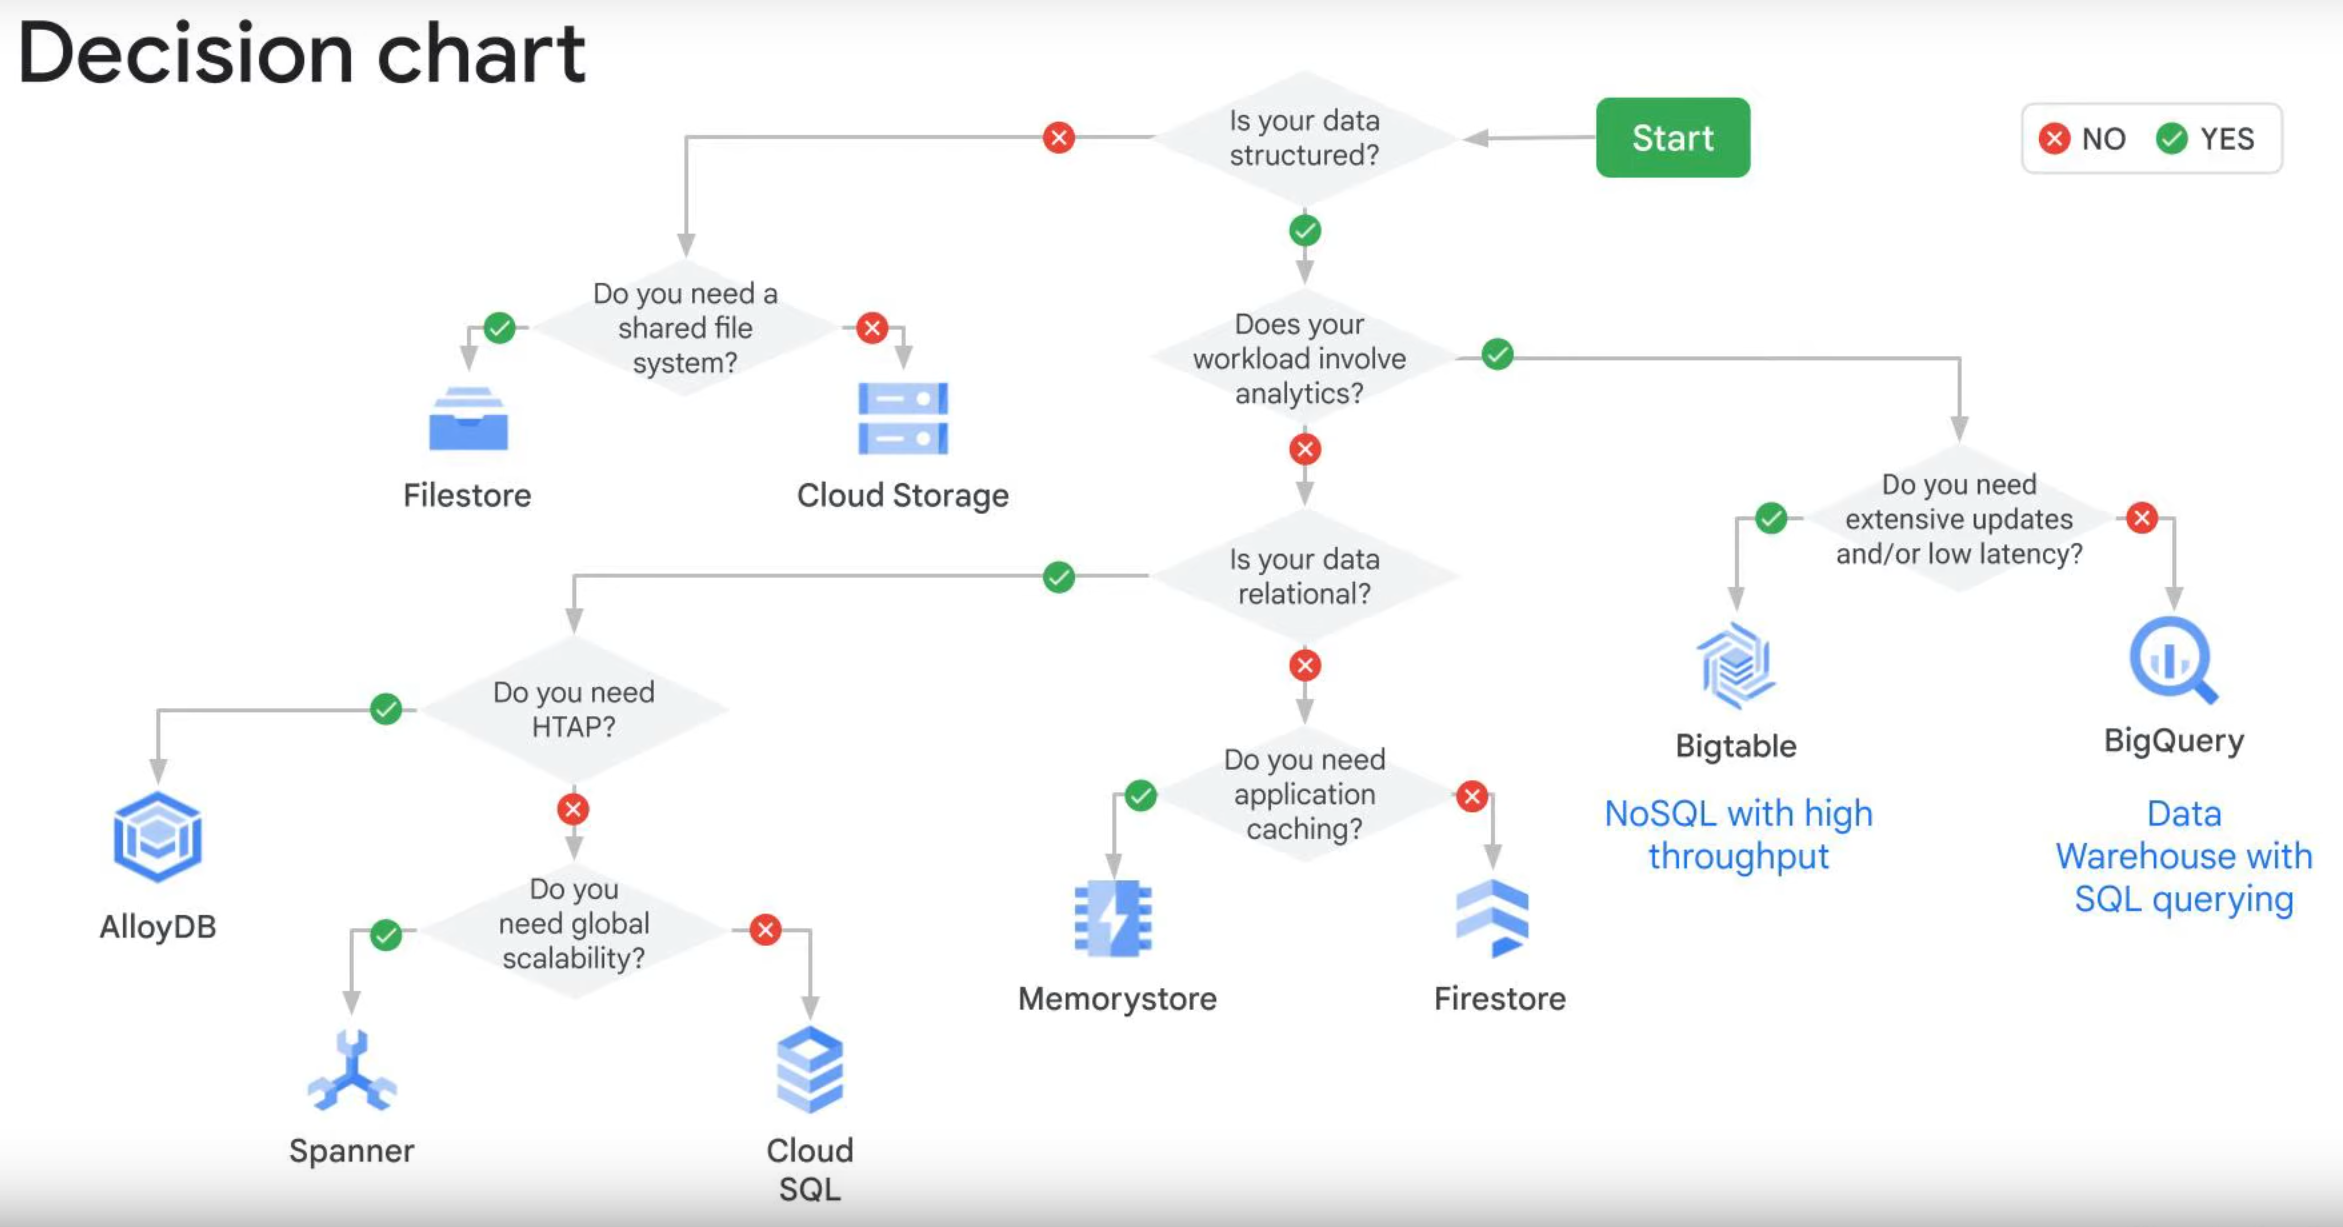 Decision chart
Is your data
structured?
Start
NO
YES
Do you need a
shared file
system?
Does your
workload involve
analytics?
Filestore
Cloud Storage
Do you need
extensive updates
and/or low latency?
Is your data
relational?
Do you need
HTAP?
Bigtable
BigQuery
Do you need
application
caching?
NoSQL with high
throughput
Data
Warehouse with
SQL querying
AlloyDB
Do you
need global
scalability?
Memorystore
Firestore
Spanner
Cloud
SQL